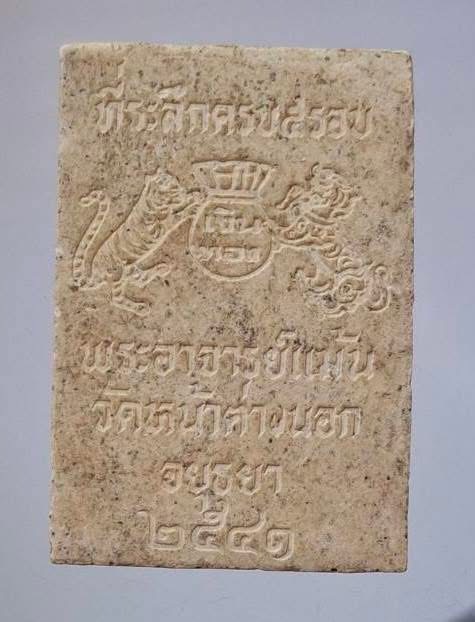 ที่ระลึกครบ๕รอบ
เงิน
ทอง
พระอาจารย์แม้น
วัดหน้าต่างนอก
อยุธยา
๒๕๔๑